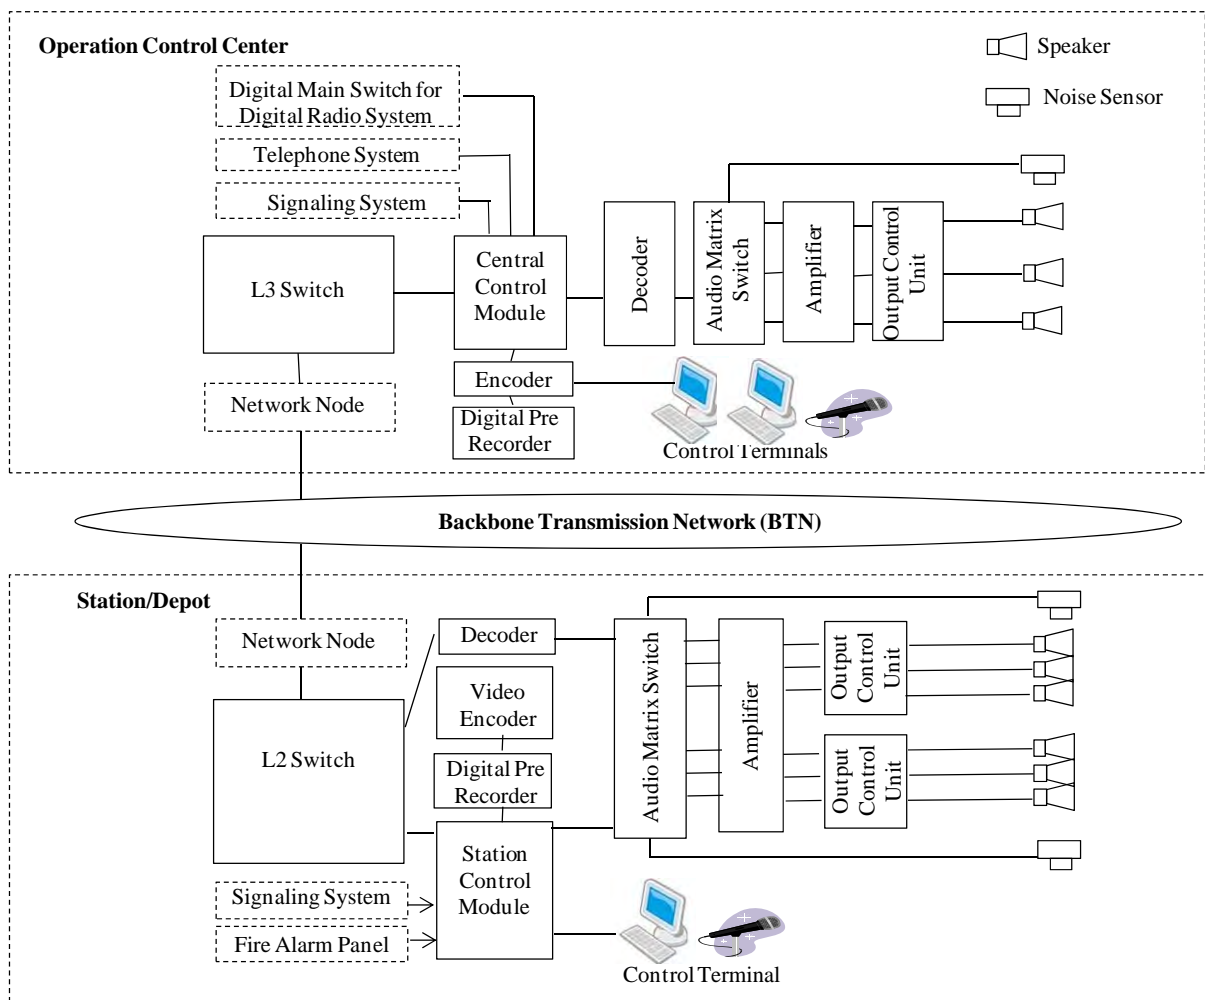 Operation Control Center
Speaker
Noise Sensor
Digital Main Switch for
Digital Radio System
Telephone System
Signaling System
L3 Switch
Central
Control
Module
Decoder
Audio Matrix
Switch
Amplifier
Output Control
Unit
Encoder
Network Node
Digital Pre
Recorder
Control Terminals
Backbone Transmission Network (BTN)
Station/Depot
Network Node
Decoder
Video
Encoder
L2 Switch
Digital Pre
Recorder
Audio Matrix Switch
Amplifier
Output
Control
Unit
Output
Control
Unit
Station
Control
Module
Signaling System
Fire Alarm Panel
Control Terminal